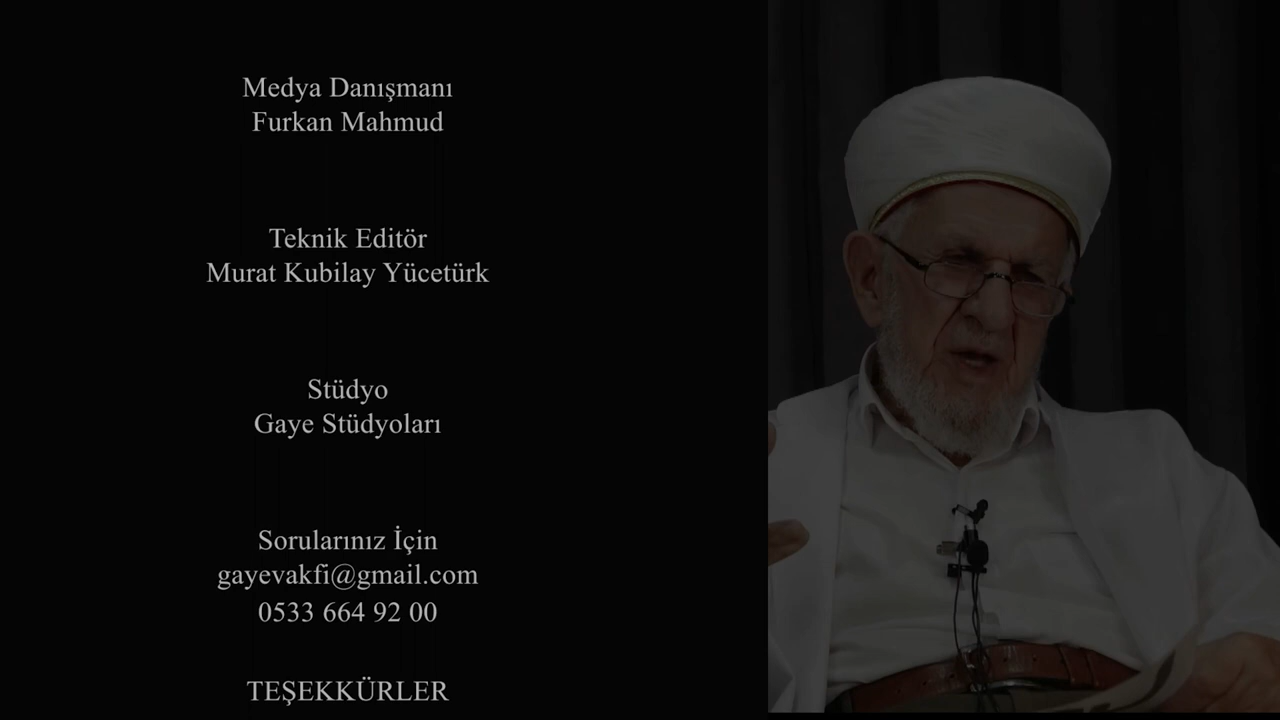 Medya Danışmanı
Furkan Mahmud
Teknik Editör
Murat Kubilay Yücetürk
Stüdyo
Gaye Stüdyoları
Sorularınız İçin
gayevakfi@gmail.com
0533 664 92 00
TEŞEKKÜRLER